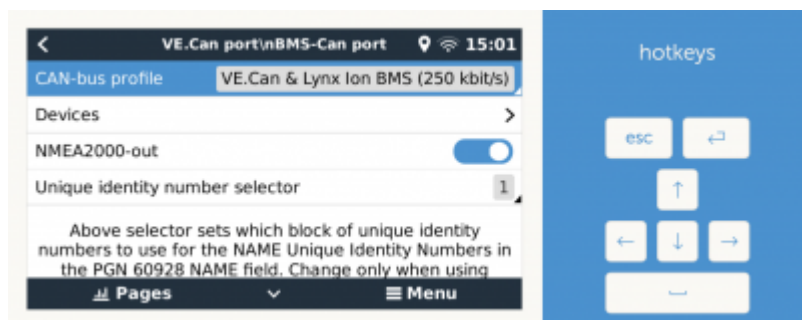 VE.Can port\nBMS-Can port 15:01
CAN-bus profile VE.Can & Lynx Ion BMS (250 kbit/s)
Devices
NMEA2000-out
Unique identity number selector 1
Above selector sets which block of unique identity
numbers to use for the NAME Unique Identity Numbers in
the PGN 60928 NAME field. Change only when using
Pages Menu
hotkeys
esc